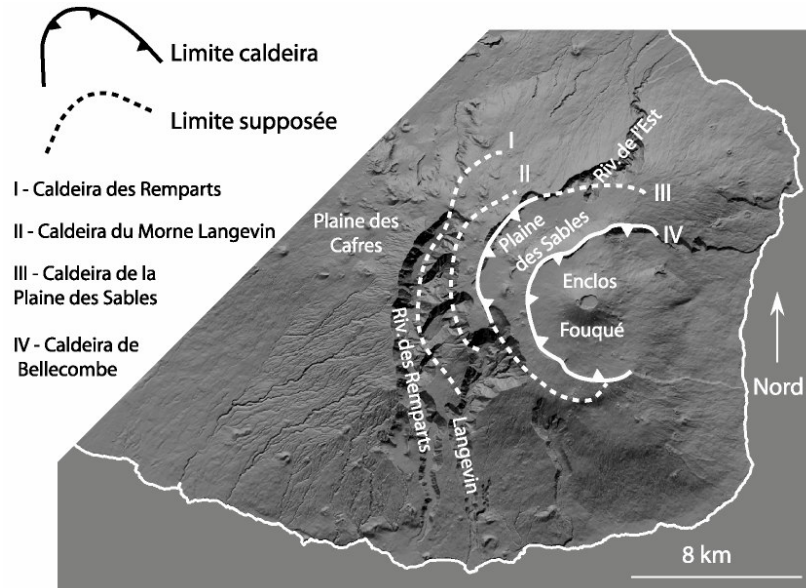 Limite caldeira
Limite supposée
I - Caldeira des Remparts
II - Caldeira du Morne Langevin
III - Caldeira de la
Plaine des Sables
IV - Caldeira de
Bellecombe
I
II
III
IV
Riv. de l'Est
Plaine des
Cafres
Plaine
des Sables
Enclos
Fouqué
Riv. des Remparts
Langevin
Nord
8 km